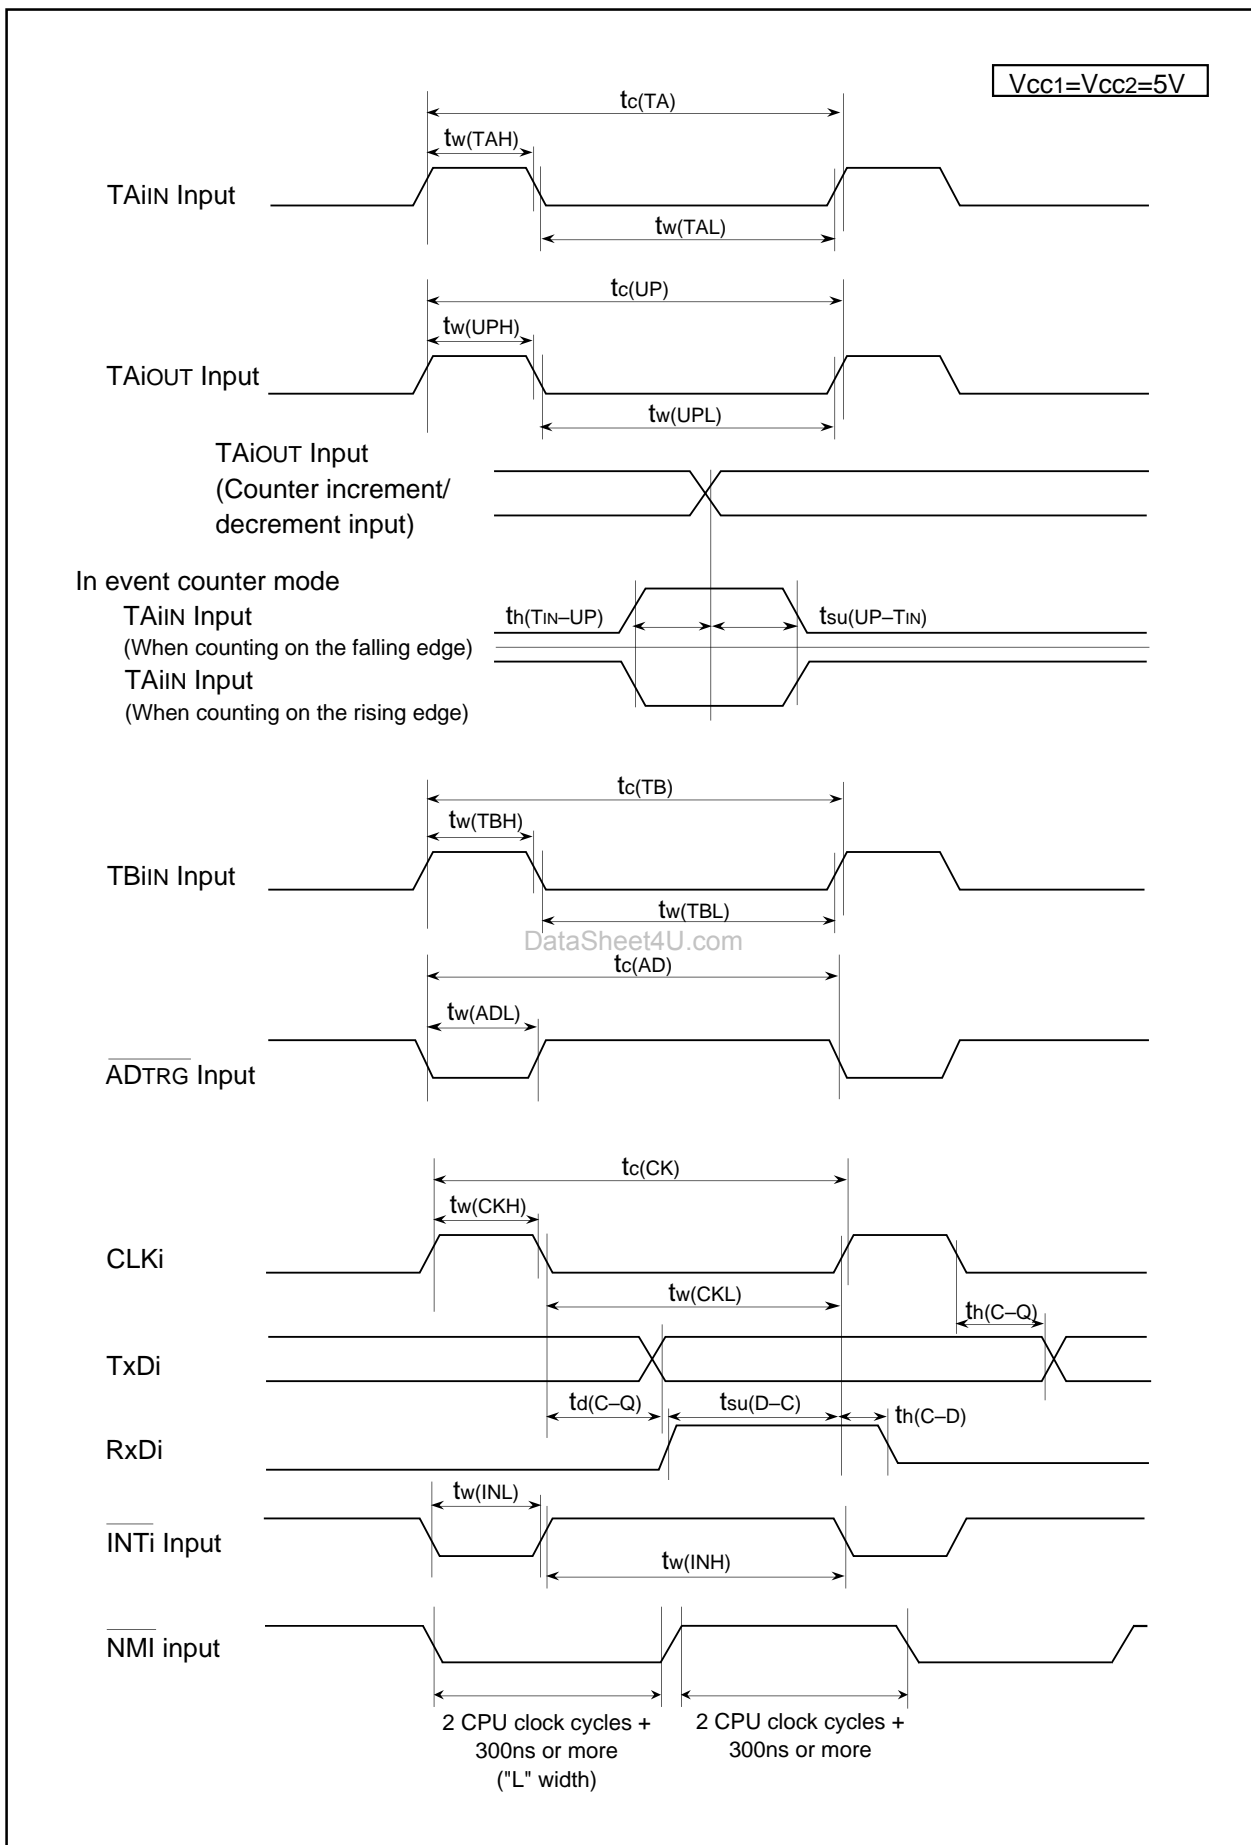 Vcc1=Vcc2=5V
tc(TA)
tw(TAH)
TAiIN Input
tw(TAL)
tc(UP)
tw(UPH)
TAiOUT Input
tw(UPL)
TAiOUT Input
(Counter increment/
decrement input)
In event counter mode
TAiIN Input
th(TIN–UP)
tsu(UP–TIN)
(When counting on the falling edge)
TAiIN Input
(When counting on the rising edge)
tc(TB)
tw(TBH)
TBiIN Input
tw(TBL)
DataSheet4U.com
tc(AD)
tw(ADL)
ADTRG Input
tc(CK)
tw(CKH)
CLKi
tw(CKL)
th(C–Q)
TxDi
td(C–Q)
tsu(D–C)
th(C–D)
RxDi
tw(INL)
INTi Input
tw(INH)
NMI input
2 CPU clock cycles +
300ns or more
("L" width)
2 CPU clock cycles +
300ns or more